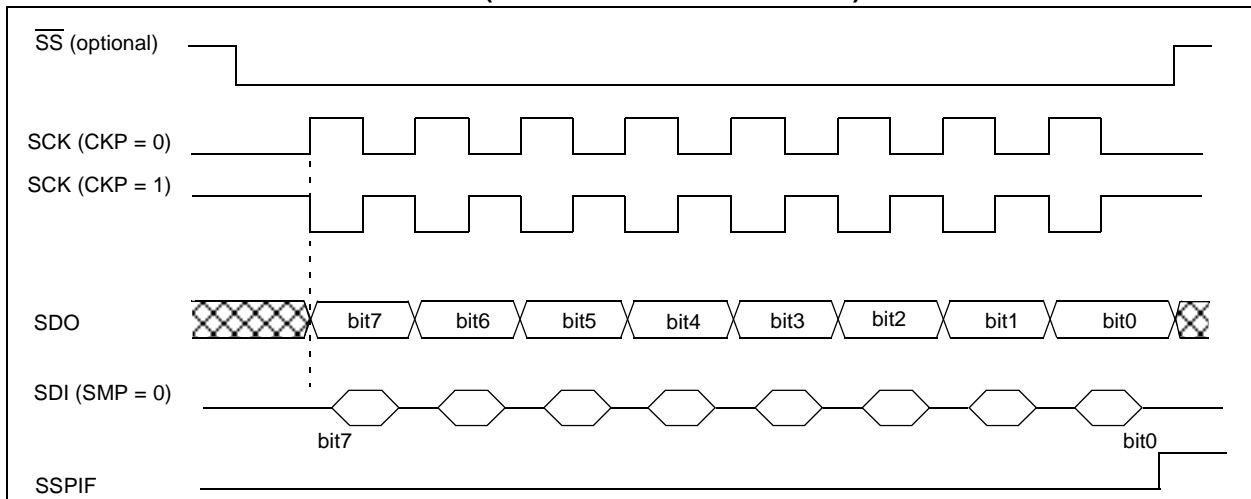 SS (optional)
SCK (CKP = 0)
SCK (CKP = 1)
SDO bit7 bit6 bit5 bit4 bit3 bit2 bit1 bit0
SDI (SMP = 0)
bit7 bit0
SSPIF